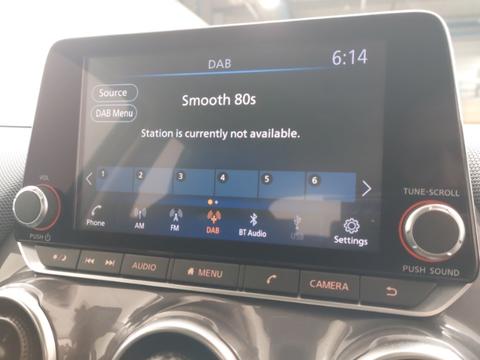 DAB
6:14
Source
Smooth 80s
DAB Menu
Station is currently not available.
1 2 3 4 5 6
VOL
TUNE·SCROLL
Phone AM FM DAB BT Audio USB Settings
PUSH
PUSH SOUND
AUDIO MENU CAMERA